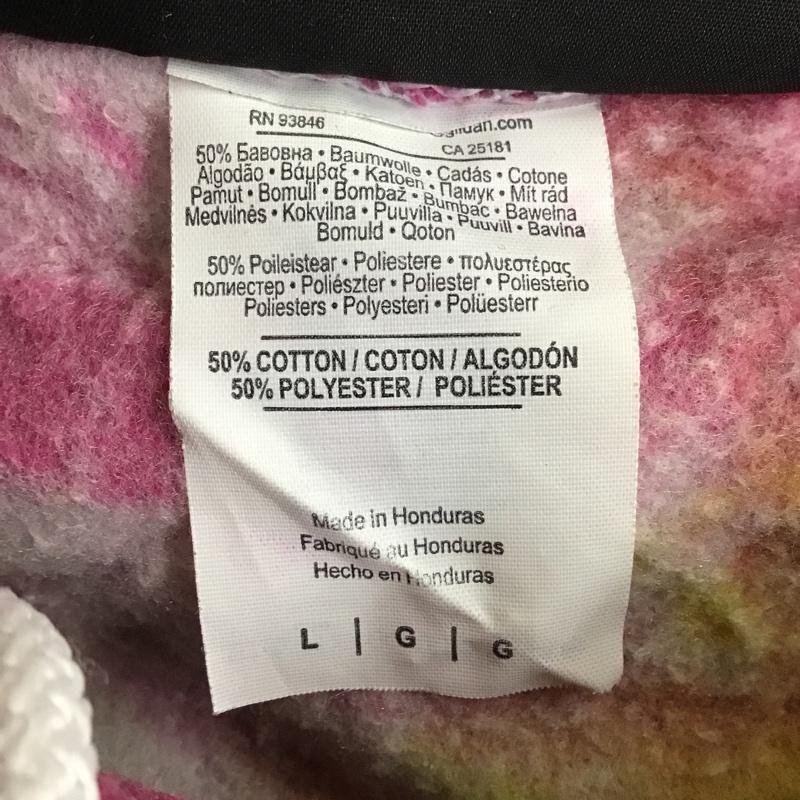 RN 93846
CA 25181
50% Бавовна • Baumwolle • Cadás • Cotone
Algodão • Βάμβαξ • Katoen • Памук • Mít rád
Pamut • Bomull • Bombaž • Bumbac • Bawełna
Medvilnės • Kokvilna • Puuvilla • Puuvill • Bavlna
Bomuld • Qoton
50% Poileistear • Poliestere • πολυεστέρας
полиестер • Poliészter • Poliester • Poliesterio
Poliesters • Polyesteri • Polüesterr
50% COTTON / COTON / ALGODÓN
50% POLYESTER / POLIÉSTER
Made in Honduras
Fabriqué au Honduras
Hecho en Honduras
L | G | G